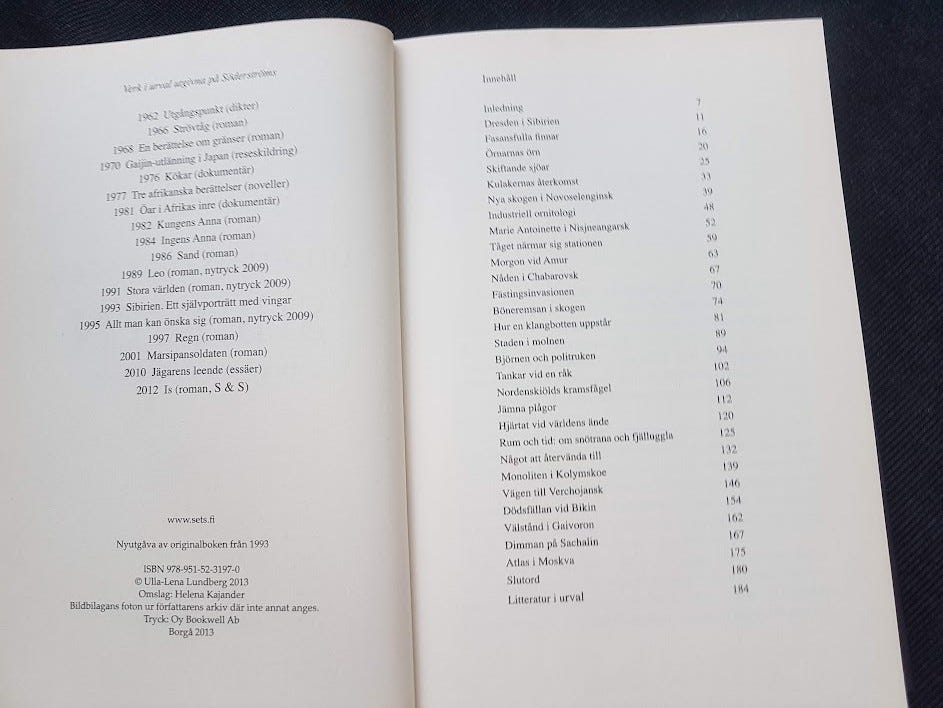 Verk i urval utgivna på Söderströms
1962 Utgångspunkt (dikter)
1966 Strövtåg (roman)
1968 En berättelse om gränser (roman)
1970 Gaijin-utlänning i Japan (reseskildring)
1976 Kökar (dokumentär)
1977 Tre afrikanska berättelser (noveller)
1981 Öar i Afrikas inre (dokumentär)
1982 Kungens Anna (roman)
1984 Ingens Anna (roman)
1986 Sand (roman)
1989 Leo (roman, nytryck 2009)
1991 Stora världen (roman, nytryck 2009)
1993 Sibirien. Ett självporträtt med vingar
1995 Allt man kan önska sig (roman, nytryck 2009)
1997 Regn (roman)
2001 Marsipansoldaten (roman)
2010 Jägarens leende (essäer)
2012 Is (roman, S & S)
www.sets.fi
Nyutgåva av originalboken från 1993
ISBN 978-951-52-3197-0
© Ulla-Lena Lundberg 2013
Omslag: Helena Kajander
Bildbilagans foton ur författarens arkiv där inte annat anges.
Tryck: Oy Bookwell Ab
Borgå 2013
Innehåll
Inledning 7
Dresden i Sibirien 11
Fasansfulla finnar 16
Örnarnas örn 20
Skiftande sjöar 25
Kulakernas återkomst 33
Nya skogen i Novoselenginsk 39
Industriell ornitologi 48
Marie Antoinette i Nisjneangarsk 52
Tåget närmar sig stationen 59
Morgon vid Amur 63
Nåden i Chabarovsk 67
Fästingsinvasionen 70
Böneremsan i skogen 74
Hur en klangbotten uppstår 81
Staden i molnen 89
Björnen och politruken 94
Tankar vid en råk 102
Nordenskiölds kramsfågel 106
Jämna plågor 112
Hjärtat vid världens ände 120
Rum och tid: om snötrana och fjälluggla 125
Något att återvända till 132
Monoliten i Kolymskoe 139
Vägen till Verchojansk 146
Dödsfällan vid Bikin 154
Välstånd i Gaivoron 162
Dimman på Sachalin 167
Atlas i Moskva 175
Slutord 180
Litteratur i urval 184